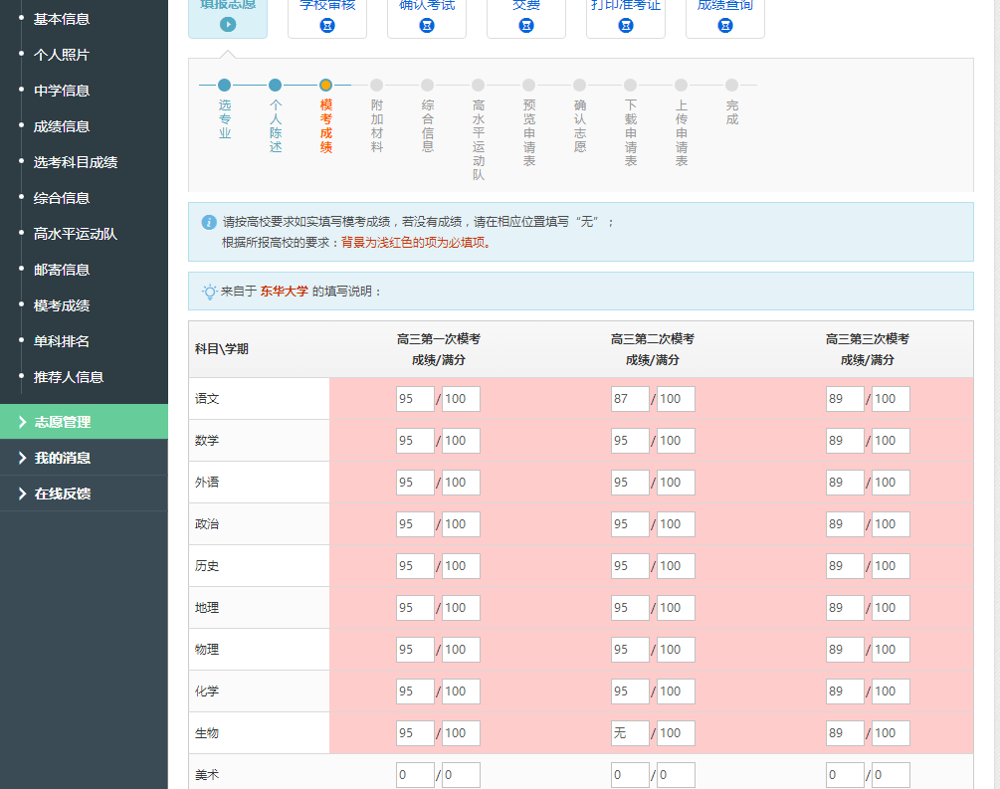 基本信息
个人照片
中学信息
成绩信息
选考科目成绩
综合信息
高水平运动队
邮寄信息
模考成绩
单科排名
推荐人信息
志愿管理
我的消息
在线反馈
填报志愿 学校审核 确认考试 交费 打印准考证 成绩查询
选专业
个人陈述
模考成绩
附加材料
综合信息
高水平运动队
预览申请表
确认志愿
下载申请表
上传申请表
完成
请按高校要求如实填写模考成绩，若没有成绩，请在相应位置填写“无”；
根据所报高校的要求：背景为浅红色的项为必填项。
来自于 东华大学 的填写说明：
科目\学期 高三第一次模考 成绩/满分 高三第二次模考 成绩/满分 高三第三次模考 成绩/满分
语文 95 / 100 87 / 100 89 / 100
数学 95 / 100 95 / 100 89 / 100
外语 95 / 100 95 / 100 89 / 100
政治 95 / 100 95 / 100 89 / 100
历史 95 / 100 95 / 100 89 / 100
地理 95 / 100 95 / 100 89 / 100
物理 95 / 100 95 / 100 89 / 100
化学 95 / 100 95 / 100 89 / 100
生物 95 / 100 无 / 100 89 / 100
美术 0 / 0 0 / 0 0 / 0